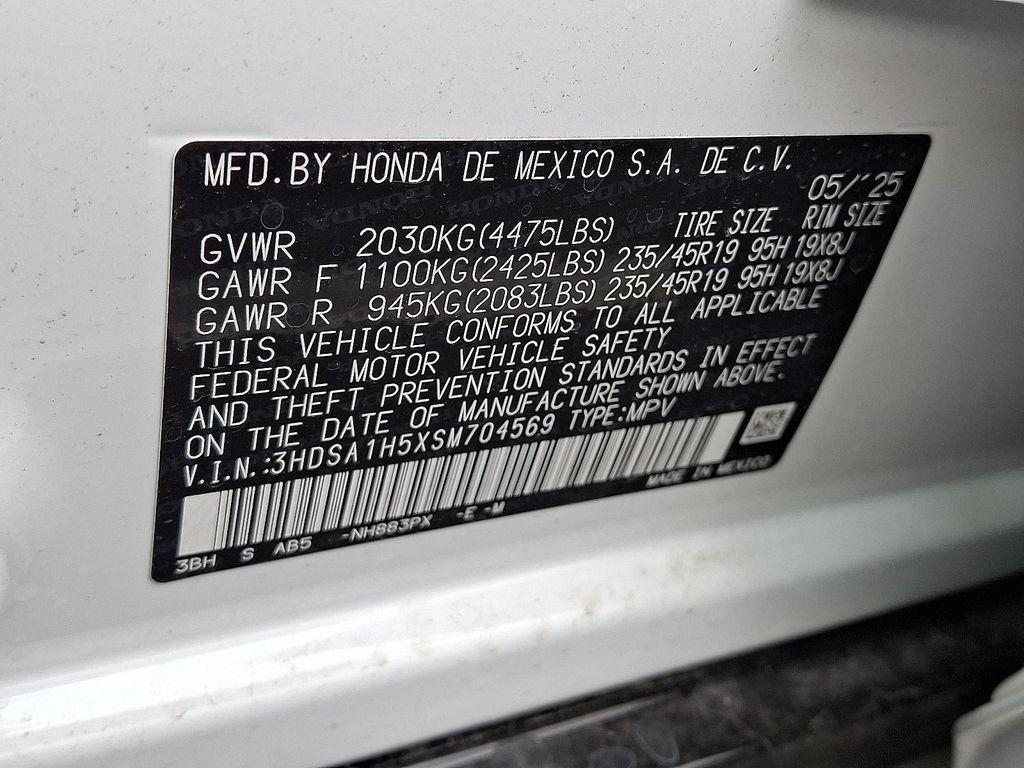 MFD. BY HONDA DE MEXICO S.A. DE C.V.
05/'25
GVWR 2030KG(4475LBS) TIRE SIZE RIM SIZE
GAWR F 1100KG(2425LBS) 235/45R19 95H 19X8J
GAWR R 945KG(2083LBS) 235/45R19 95H 19X8J
THIS VEHICLE CONFORMS TO ALL APPLICABLE
FEDERAL MOTOR VEHICLE SAFETY
AND THEFT PREVENTION STANDARDS IN EFFECT
ON THE DATE OF MANUFACTURE SHOWN ABOVE.
V.I.N.:3HDSA1H5XSM704569 TYPE:MPV
MADE IN MEXICO
3BH S AB5 -NH883PX -E -M